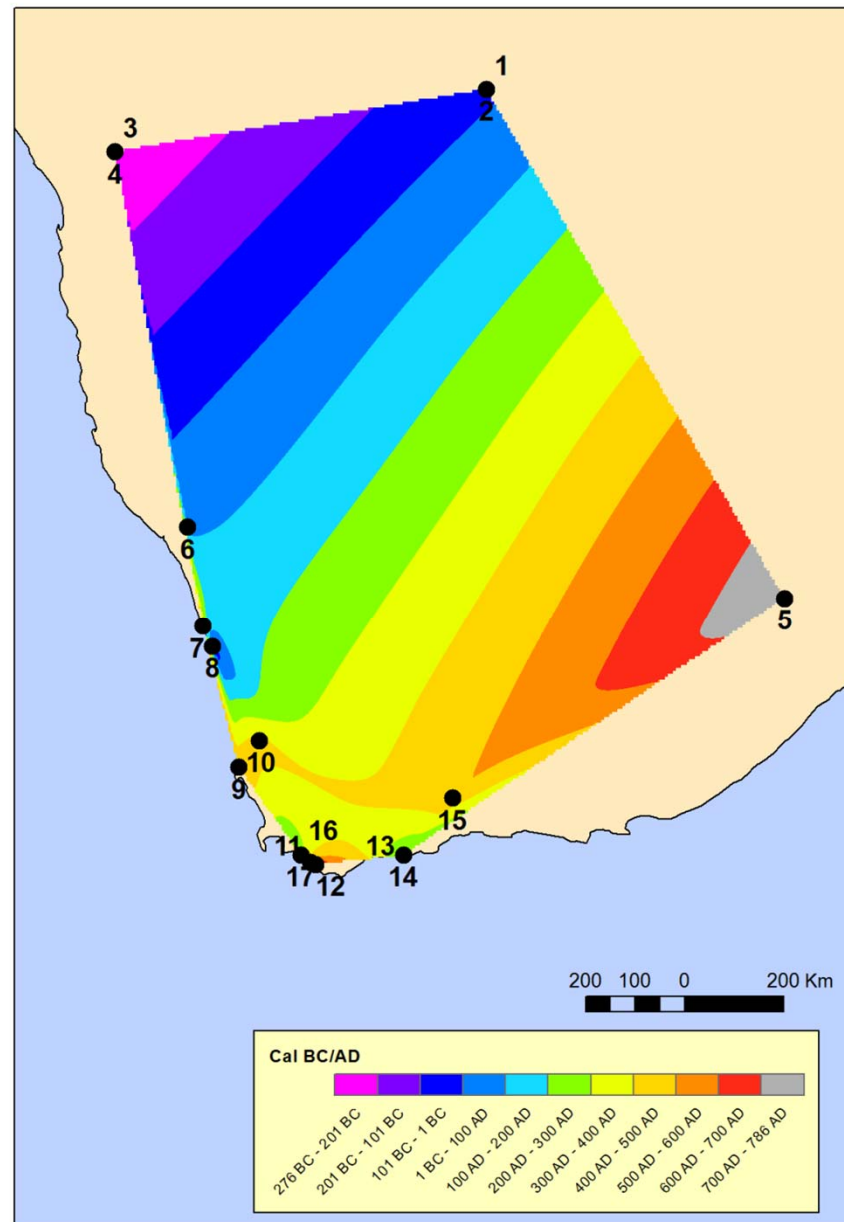 1
2
3
4
5
6
7
8
10
9
15
16
11
13
17
12
14
200 100 0 200 Km
Cal BC/AD
276 BC - 201 BC
201 BC - 101 BC
101 BC - 1 BC
1 BC - 100 AD
100 AD - 200 AD
200 AD - 300 AD
300 AD - 400 AD
400 AD - 500 AD
500 AD - 600 AD
600 AD - 700 AD
700 AD - 786 AD